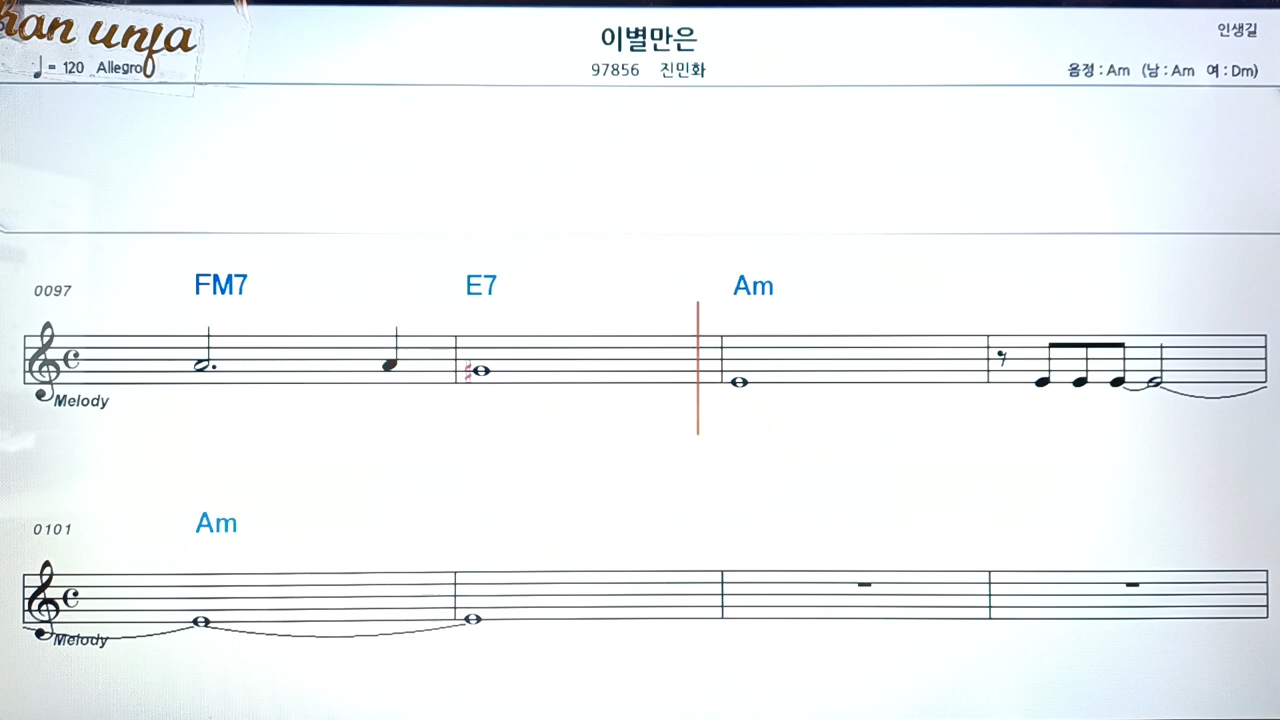 han unja
이별만은
인생길
♩= 120 Allegro
97856 진민화
음정 : Am (남 : Am 여 : Dm)
0097 FM7 E7 Am
Melody
0101 Am
Melody